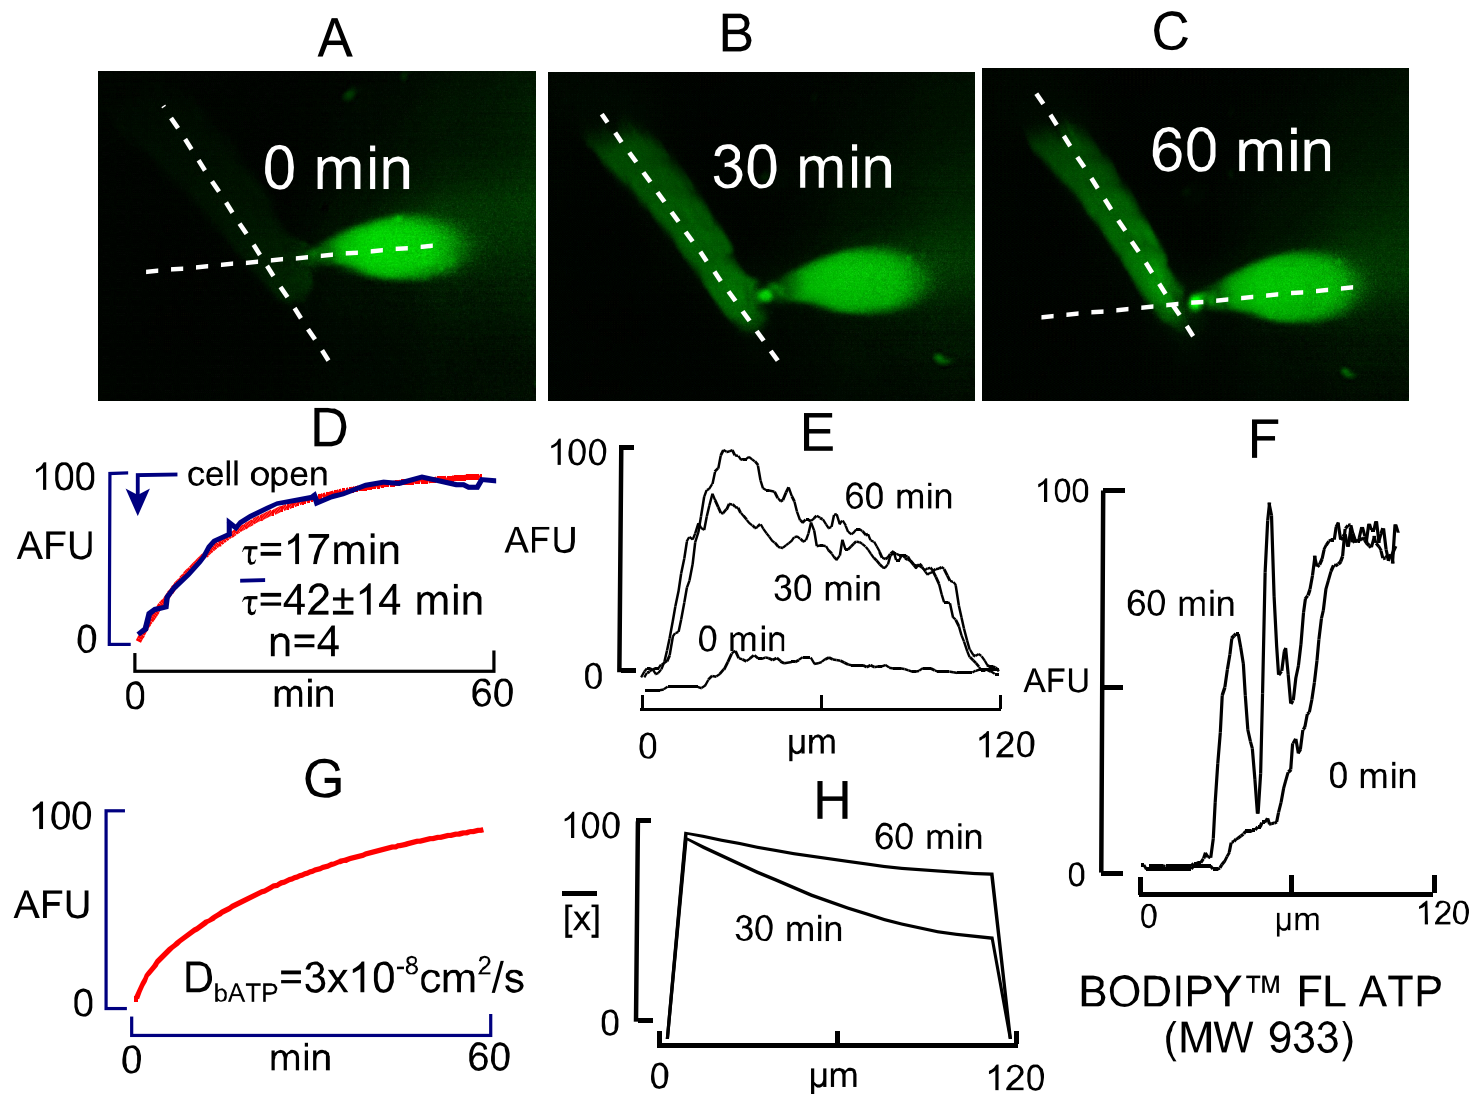 A
B
C
0 min
30 min
60 min
D
E
F
100
cell open
AFU
τ=17min
τ̅=42±14 min
n=4
0
0
min
60
100
AFU
60 min
30 min
0 min
0
0
µm
120
100
60 min
AFU
0 min
0
0
µm
120
G
H
100
AFU
D_bATP=3x10⁻⁸cm²/s
0
0
min
60
100
60 min
[x]
30 min
0
0
µm
120
BODIPY™ FL ATP
(MW 933)